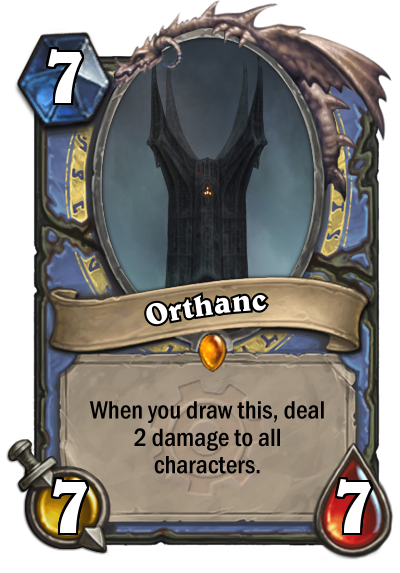 7
Orthanc
When you draw this, deal
2 damage to all
characters.
7
7